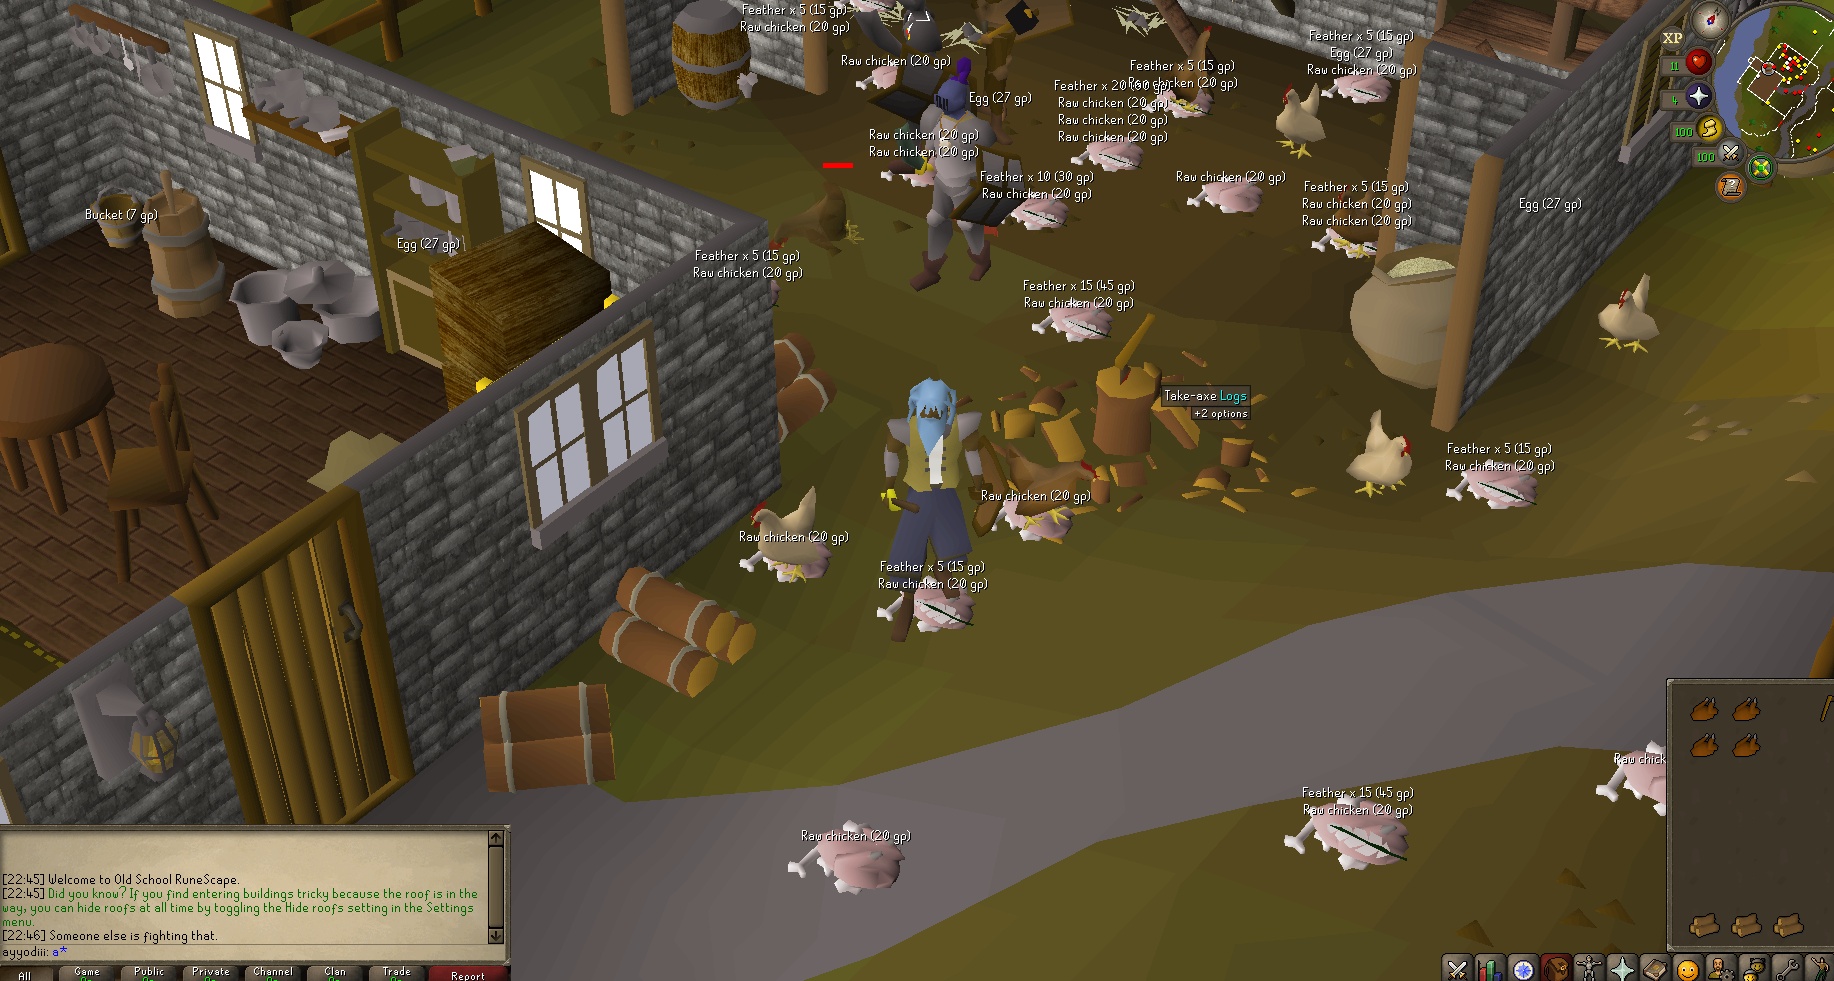 Feather x 5 (15 gp)
Raw chicken (20 gp)
Raw chicken (20 gp)
Egg (27 gp)
Raw chicken (20 gp)
Raw chicken (20 gp)
Feather x 5 (15 gp)
Raw chicken (20 gp)
Raw chicken (20 gp)
Raw chicken (20 gp)
Raw chicken (20 gp)
Feather x 5 (15 gp)
Egg (27 gp)
Raw chicken (20 gp)
XP
11
4
100
100
Feather x 10 (30 gp)
Raw chicken (20 gp)
Raw chicken (20 gp)
Feather x 5 (15 gp)
Raw chicken (20 gp)
Raw chicken (20 gp)
Egg (27 gp)
Bucket (7 gp)
Egg (27 gp)
Feather x 5 (15 gp)
Raw chicken (20 gp)
Feather x 15 (45 gp)
Raw chicken (20 gp)
Take-axe Logs
+2 options
Feather x 5 (15 gp)
Raw chicken (20 gp)
Raw chicken (20 gp)
Raw chicken (20 gp)
Feather x 5 (15 gp)
Raw chicken (20 gp)
Raw chick
Feather x 15 (45 gp)
Raw chicken (20 gp)
Raw chicken (20 gp)
[22:45] Welcome to Old School RuneScape.
[22:45] Did you know? If you find entering buildings tricky because the roof is in the
way, you can hide roofs at all time by toggling the Hide roofs setting in the Settings
menu.
[22:46] Someone else is fighting that.
ayyodiii: a*
All Game Public Private Channel Clan Trade Report